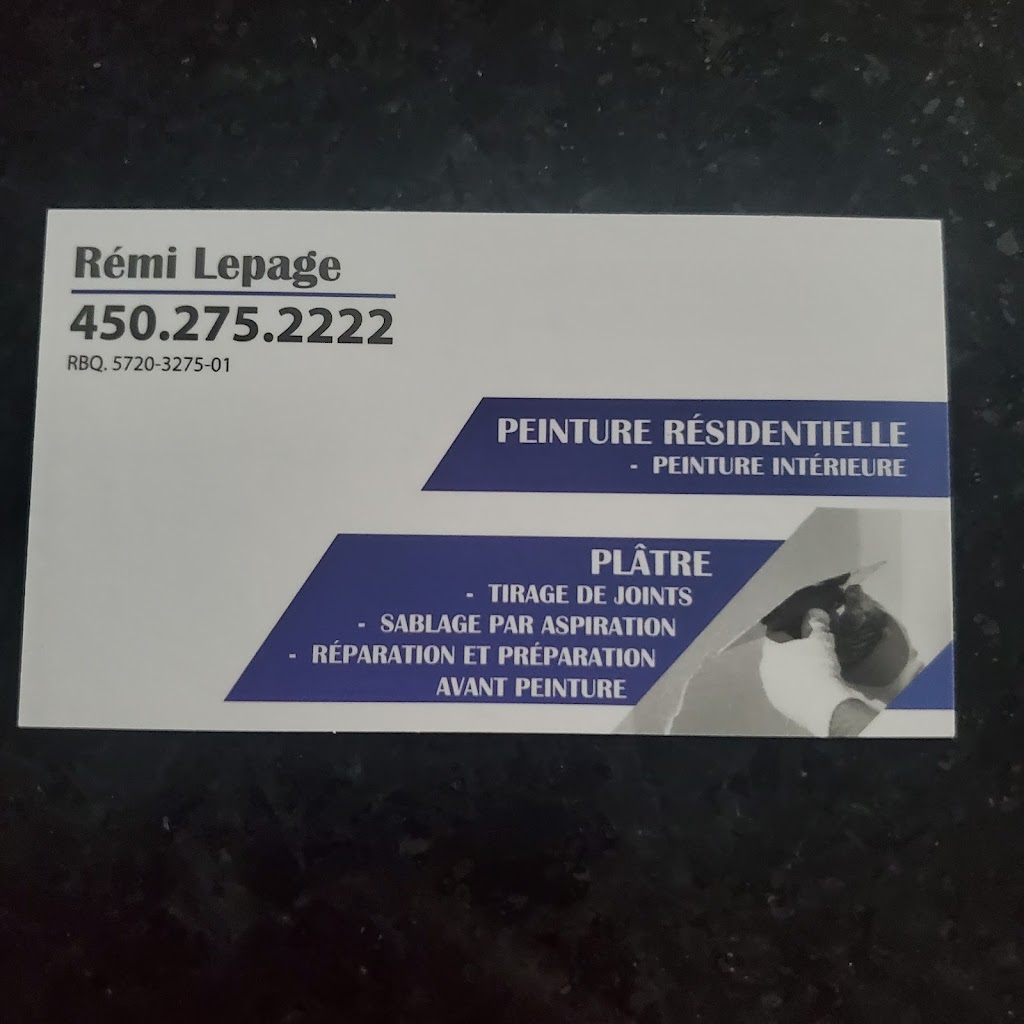 Rémi Lepage
450.275.2222
RBQ. 5720-3275-01
PEINTURE RÉSIDENTIELLE
- PEINTURE INTÉRIEURE
PLÂTRE
- TIRAGE DE JOINTS
- SABLAGE PAR ASPIRATION
- RÉPARATION ET PRÉPARATION
AVANT PEINTURE